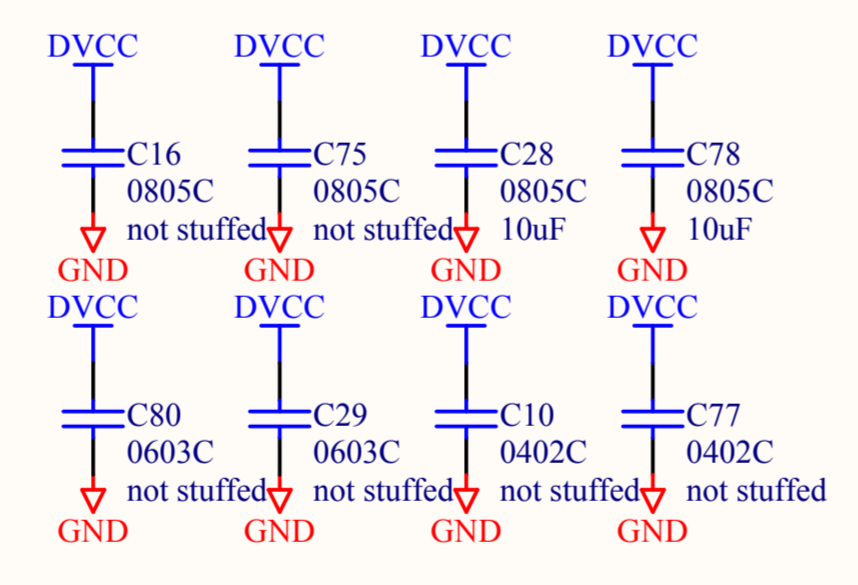 DVCC DVCC DVCC DVCC
C16 C75 C28 C78
0805C 0805C 0805C 0805C
not stuffed not stuffed 10uF 10uF
GND GND GND GND
DVCC DVCC DVCC DVCC
C80 C29 C10 C77
0603C 0603C 0402C 0402C
not stuffed not stuffed not stuffed not stuffed
GND GND GND GND